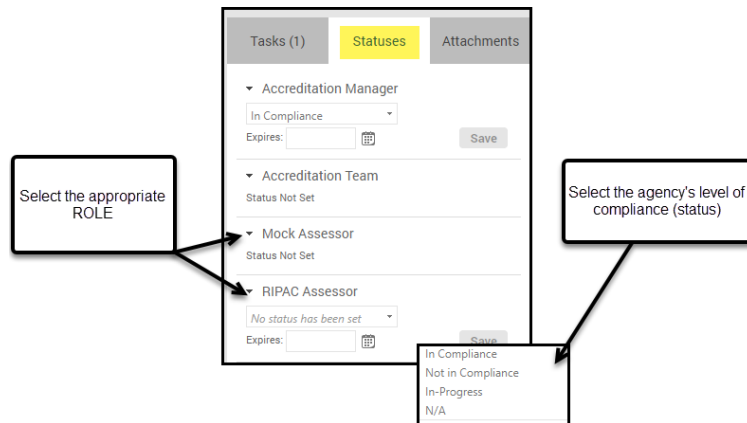 Tasks (1)
Statuses
Attachments
Accreditation Manager
In Compliance
Expires:
Save
Accreditation Team
Status Not Set
Mock Assessor
Status Not Set
RIPAC Assessor
No status has been set
Expires:
Save
Select the appropriate
ROLE
Select the agency's level of
compliance (status)
In Compliance
Not in Compliance
In-Progress
N/A